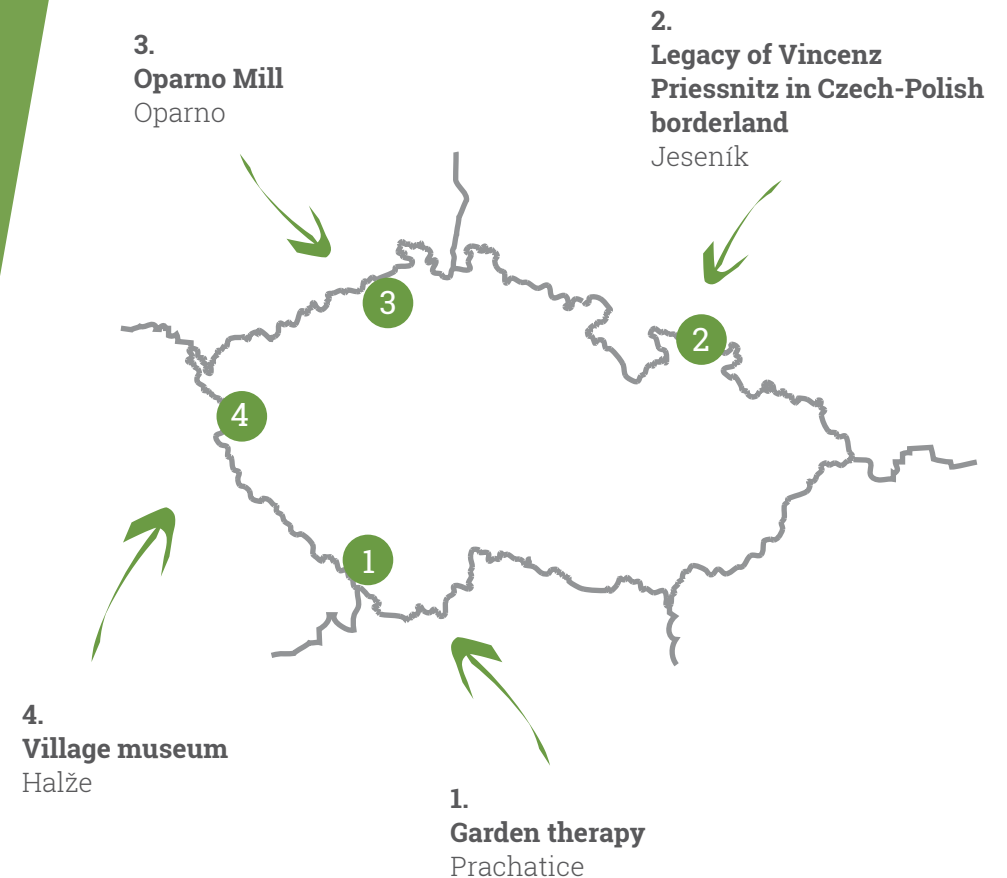 3.
Oparno Mill
Oparno
2.
Legacy of Vincenz
Priessnitz in Czech-Polish
borderland
Jeseník
3
2
4
1
4.
Village museum
Halže
1.
Garden therapy
Prachatice